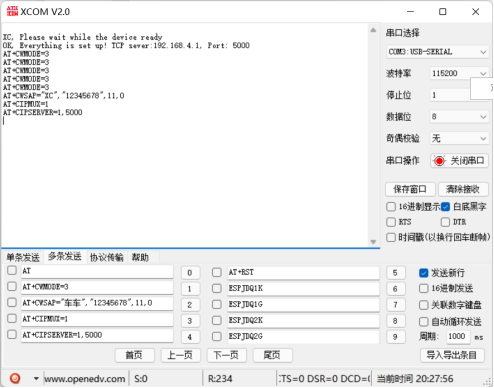 XCOM V2.0
XC, Please wait while the device ready
OK, Everything is set up! TCP sever:192.168.4.1, Port: 5000
AT+CWMODE=3
AT+CWMODE=3
AT+CWMODE=3
AT+CWMODE=3
AT+CWMODE=3
AT+CWSAP="XC","12345678",11,0
AT+CIPMUX=1
AT+CIPSERVER=1,5000
串口选择
COM3:USB-SERIAL
波特率 115200
停止位 1
数据位 8
奇偶校验 无
串口操作 关闭串口
保存窗口 清除接收
16进制显示 白底黑字
RTS DTR
时间戳(以换行回车断帧)
单条发送 多条发送 协议传输 帮助
AT 0 AT+RST 5
AT+CWMODE=3 1 ESPJDQ1K 6
AT+CWSAP="车车","12345678",11,0 2 ESPJDQ1G 7
AT+CIPMUX=1 3 ESPJDQ2K 8
AT+CIPSERVER=1,5000 4 ESPJDQ2G 9
发送新行
16进制发送
关联数字键盘
自动循环发送
周期: 1000 ms
首页 上一页 下一页 尾页 导入导出条目
www.openedv.com S:0 R:234 CTS=0 DSR=0 DCD=0 当前时间 20:27:56